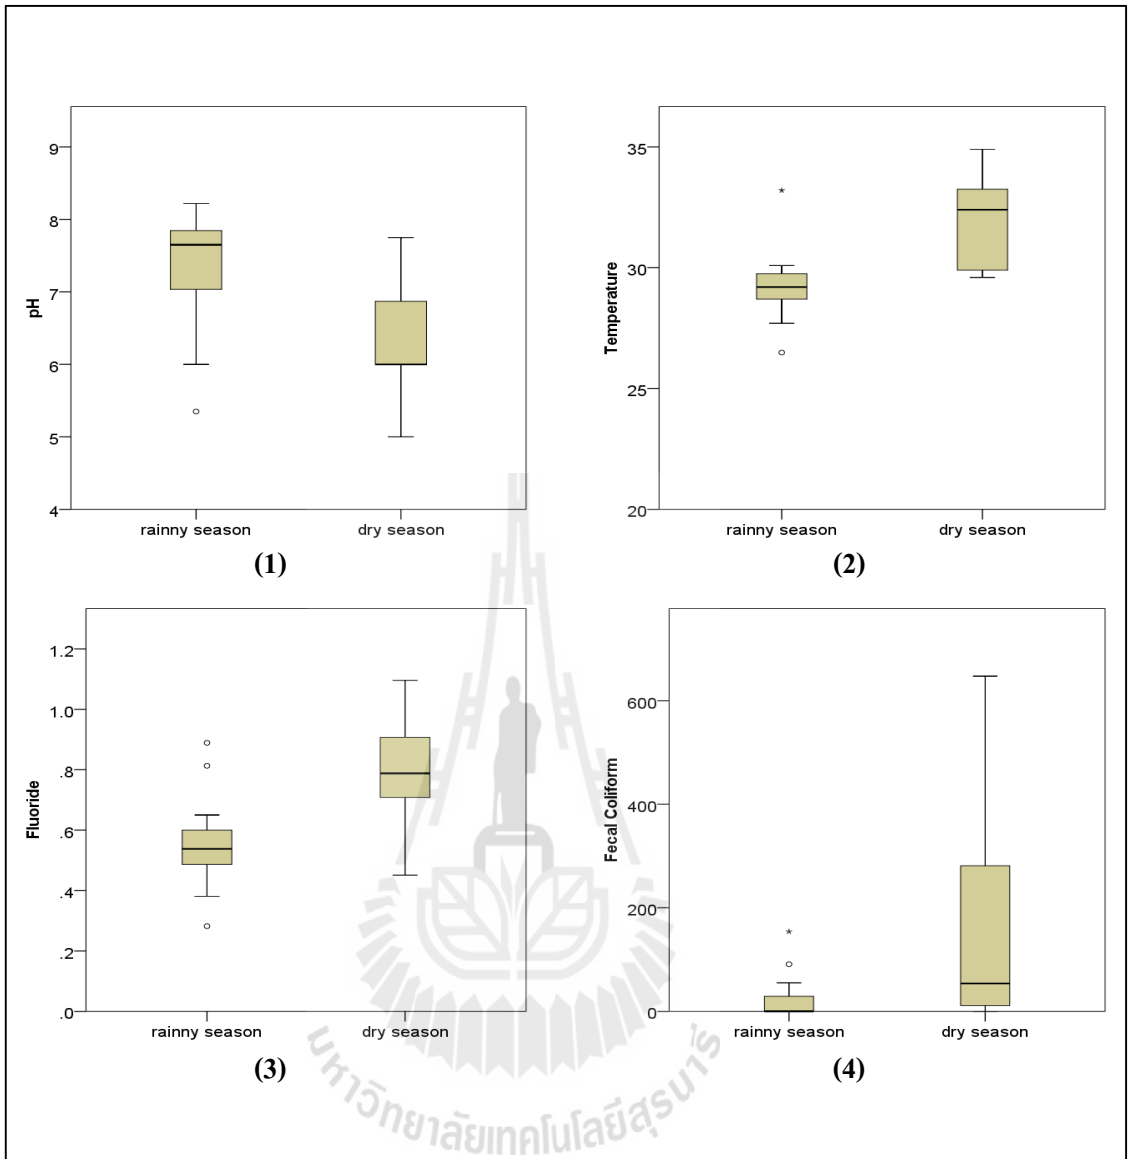 9
8
7
6
5
4
pH
rainny season dry season
(1)
35
30
25
20
Temperature
rainny season dry season
(2)
1.2
1.0
.8
.6
.4
.2
.0
Fluoride
rainny season dry season
(3)
600
400
200
0
Fecal Coliform
rainny season dry season
(4)
มหาวิทยาลัยเทคโนโลยีสุรนารี